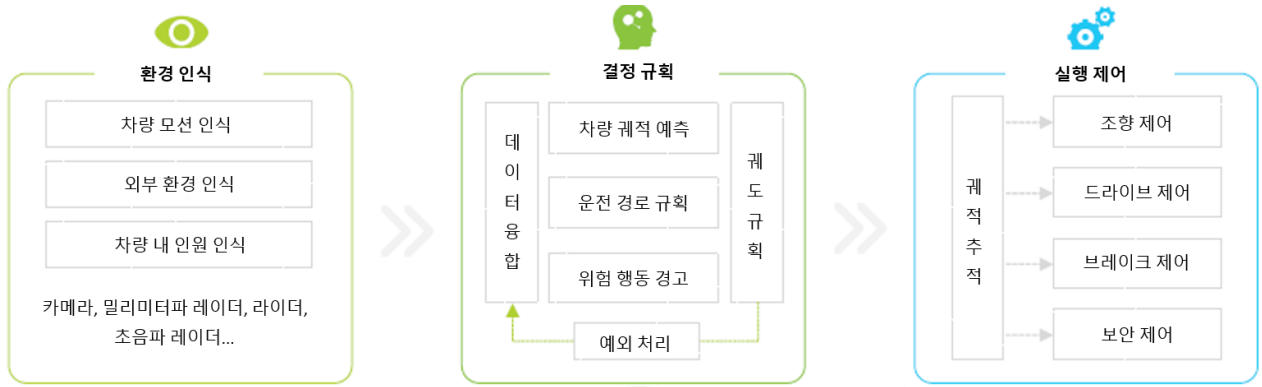 환경 인식
차량 모션 인식
외부 환경 인식
차량 내 인원 인식
카메라, 밀리미터파 레이더, 라이더,
초음파 레이더...
결정 규획
데이터융합
차량 궤적 예측
운전 경로 규획
위험 행동 경고
궤도규획
예외 처리
실행 제어
궤적추적
조향 제어
드라이브 제어
브레이크 제어
보안 제어